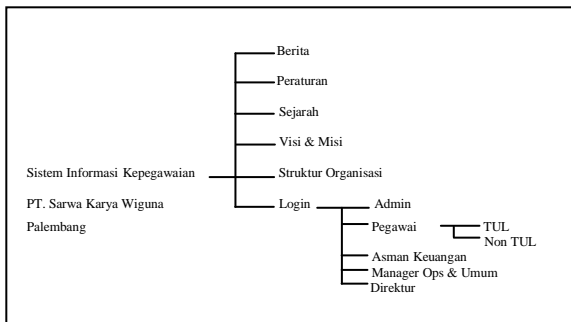 Berita
Peraturan
Sejarah
Visi & Misi
Sistem Informasi Kepegawaian
Struktur Organisasi
PT. Sarwa Karya Wiguna
Login
Admin
Palembang
Pegawai
TUL
Non TUL
Asman Keuangan
Manager Ops & Umum
Direktur